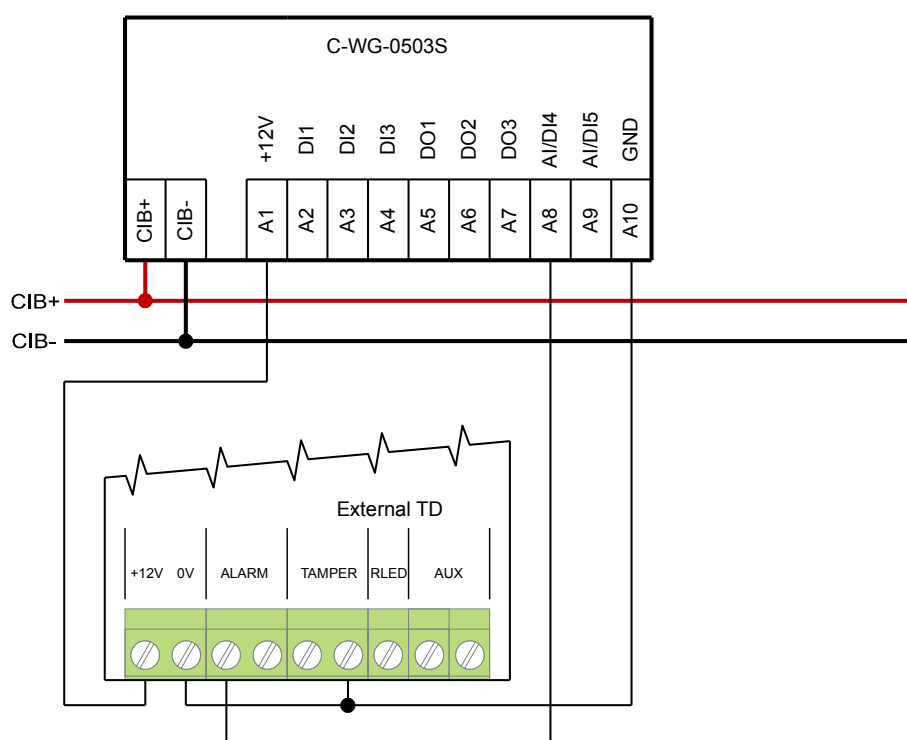 C-WG-0503S
+12V DI1 DI2 DI3 DO1 DO2 DO3 AI/DI4 AI/DI5 GND
CIB+ CIB- A1 A2 A3 A4 A5 A6 A7 A8 A9 A10
CIB+
CIB-
External TD
+12V 0V ALARM TAMPER RLED AUX